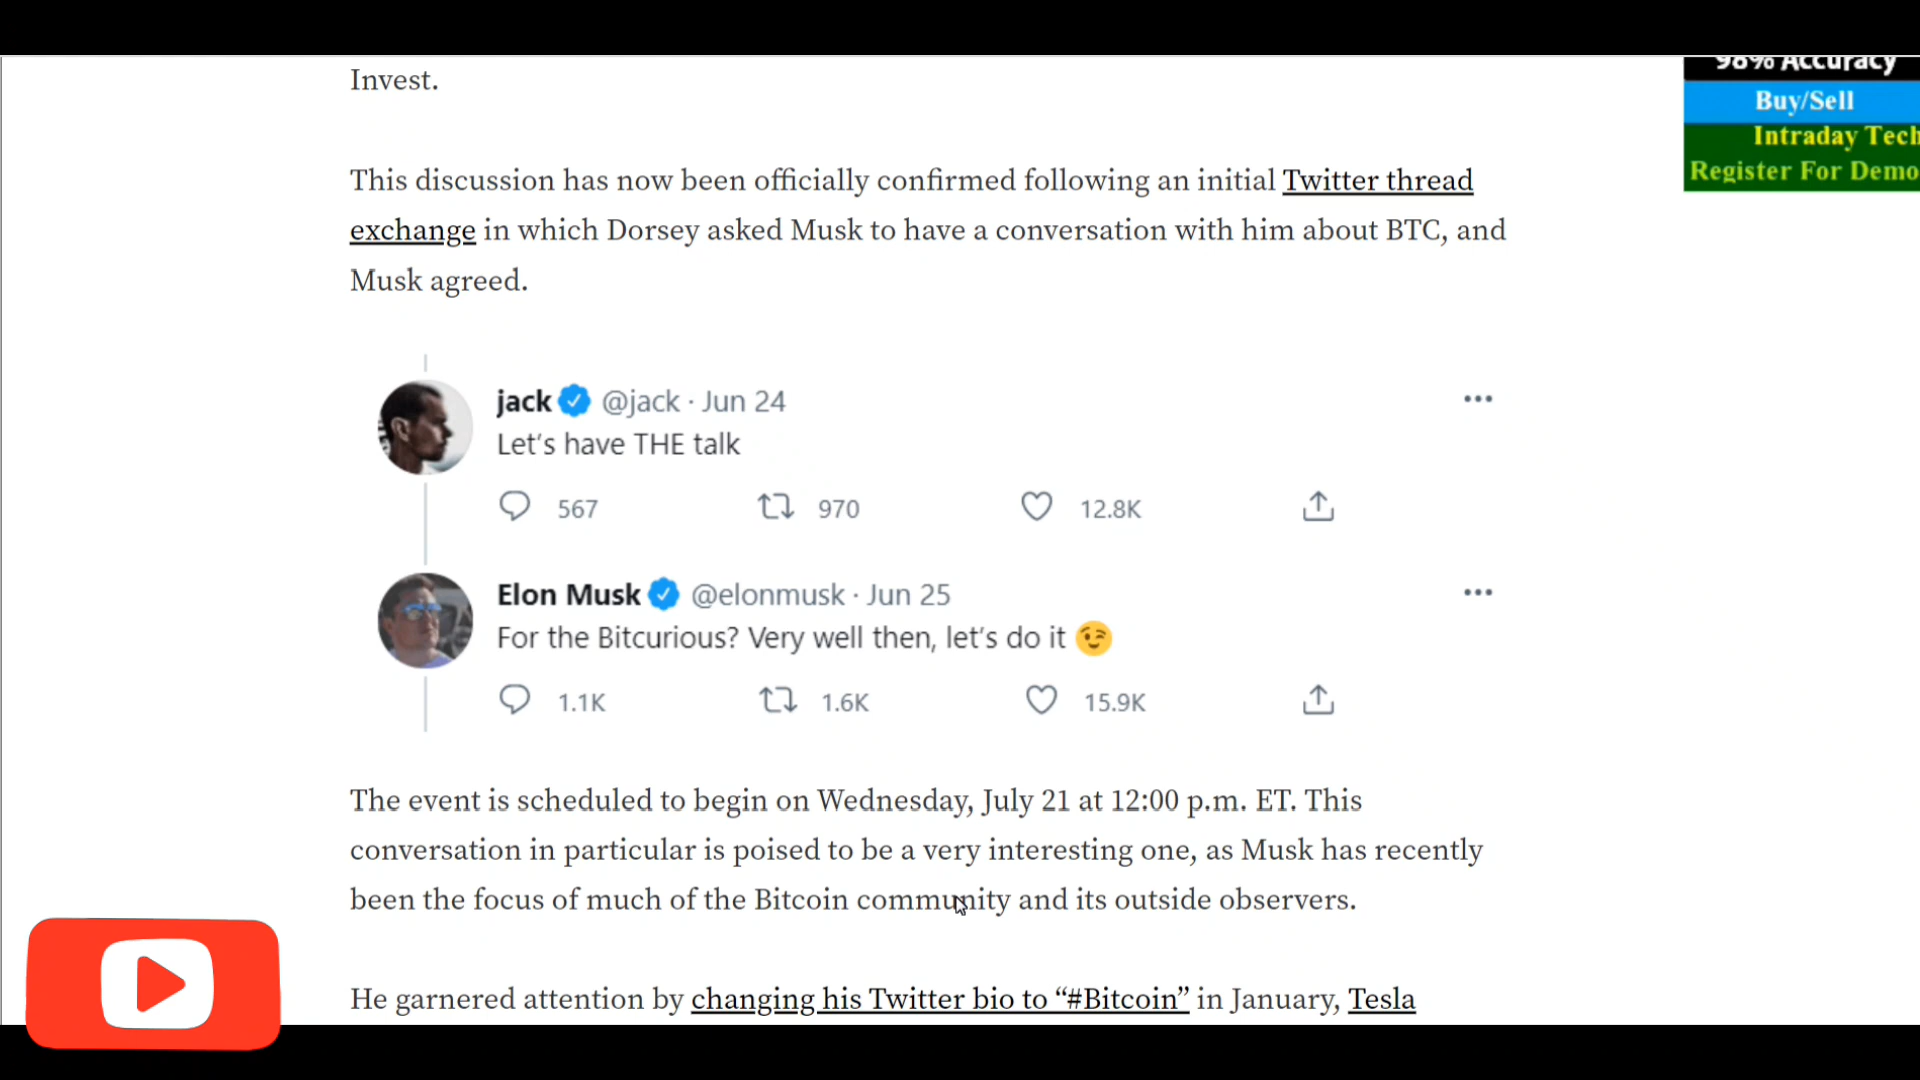 Invest.
98% Accuracy
Buy/Sell
Intraday Tech
Register For Demo
This discussion has now been officially confirmed following an initial Twitter thread
exchange in which Dorsey asked Musk to have a conversation with him about BTC, and
Musk agreed.
jack @jack · Jun 24
Let's have THE talk
567 970 12.8K
Elon Musk @elonmusk · Jun 25
For the Bitcurious? Very well then, let's do it 😉
1.1K 1.6K 15.9K
The event is scheduled to begin on Wednesday, July 21 at 12:00 p.m. ET. This
conversation in particular is poised to be a very interesting one, as Musk has recently
been the focus of much of the Bitcoin community and its outside observers.
He garnered attention by changing his Twitter bio to “#Bitcoin” in January, Tesla